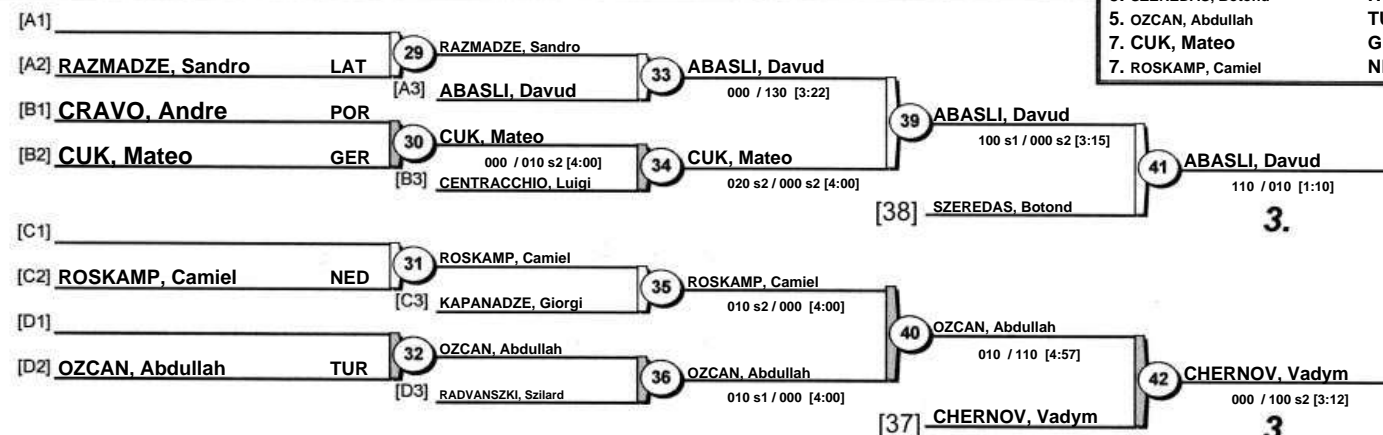 [A1]
[A2] RAZMADZE, Sandro LAT
29
RAZMADZE, Sandro
[A3] ABASLI, Davud
33
ABASLI, Davud
000 / 130 [3:22]
[B1] CRAVO, Andre POR
[B2] CUK, Mateo GER
30
CUK, Mateo
000 / 010 s2 [4:00]
[B3] CENTRACCHIO, Luigi
34
CUK, Mateo
020 s2 / 000 s2 [4:00]
39
ABASLI, Davud
100 s1 / 000 s2 [3:15]
[38] SZEREDAS, Botond
41
ABASLI, Davud
110 / 010 [1:10]
3.
[C1]
[C2] ROSKAMP, Camiel NED
31
ROSKAMP, Camiel
[C3] KAPANADZE, Giorgi
35
ROSKAMP, Camiel
010 s2 / 000 [4:00]
[D1]
[D2] OZCAN, Abdullah TUR
32
OZCAN, Abdullah
[D3] RADVANSZKI, Szilard
36
OZCAN, Abdullah
010 s1 / 000 [4:00]
40
OZCAN, Abdullah
010 / 110 [4:57]
[37] CHERNOV, Vadym
42
CHERNOV, Vadym
000 / 100 s2 [3:12]
3
5. OZCAN, Abdullah TU
7. CUK, Mateo G
7. ROSKAMP, Camiel N